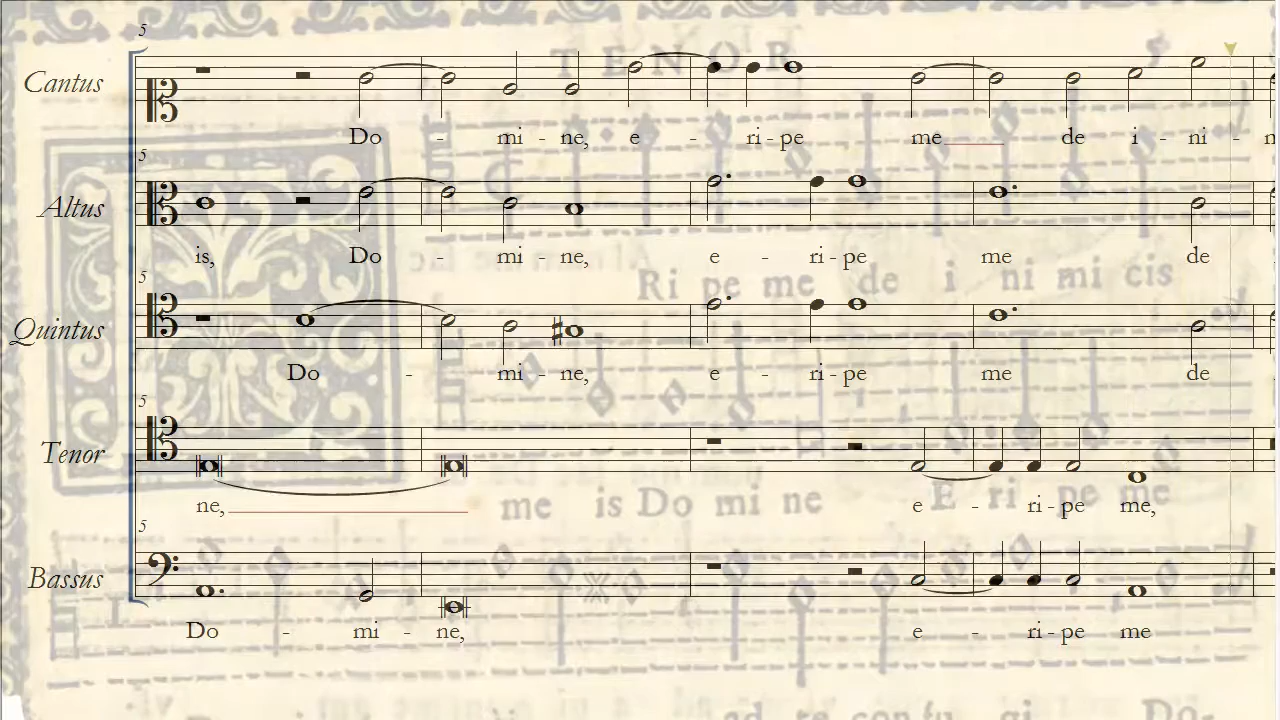 5
TENOR
Cantus
Do - mi - ne, e - ri - pe me de i - ni -
5
Altus
is, Do - mi - ne, e - ri - pe me de
Ri pe me de i ni mi cis
5
Quintus
Do - mi - ne, e - ri - pe me de
5
Tenor
ne, e - ri - pe me,
me is Do mi ne E ri pe me
5
Bassus
Do - mi - ne, e - ri - pe me
Do-